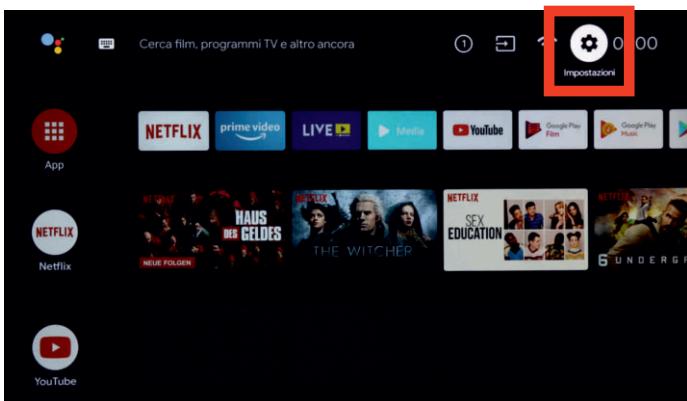 Cerca film, programmi TV e altro ancora
1
00
Impostazioni
NETFLIX
prime video
LIVE
Media
YouTube
Google Play
Film
Google Play
Music
App
NETFLIX
HAUS
DES GELDES
NEUE FOLGEN
NETFLIX
THE WITCHER
NETFLIX
SEX
EDUCATION
NETFLIX
6 UNDERGR
NETFLIX
Netflix
YouTube